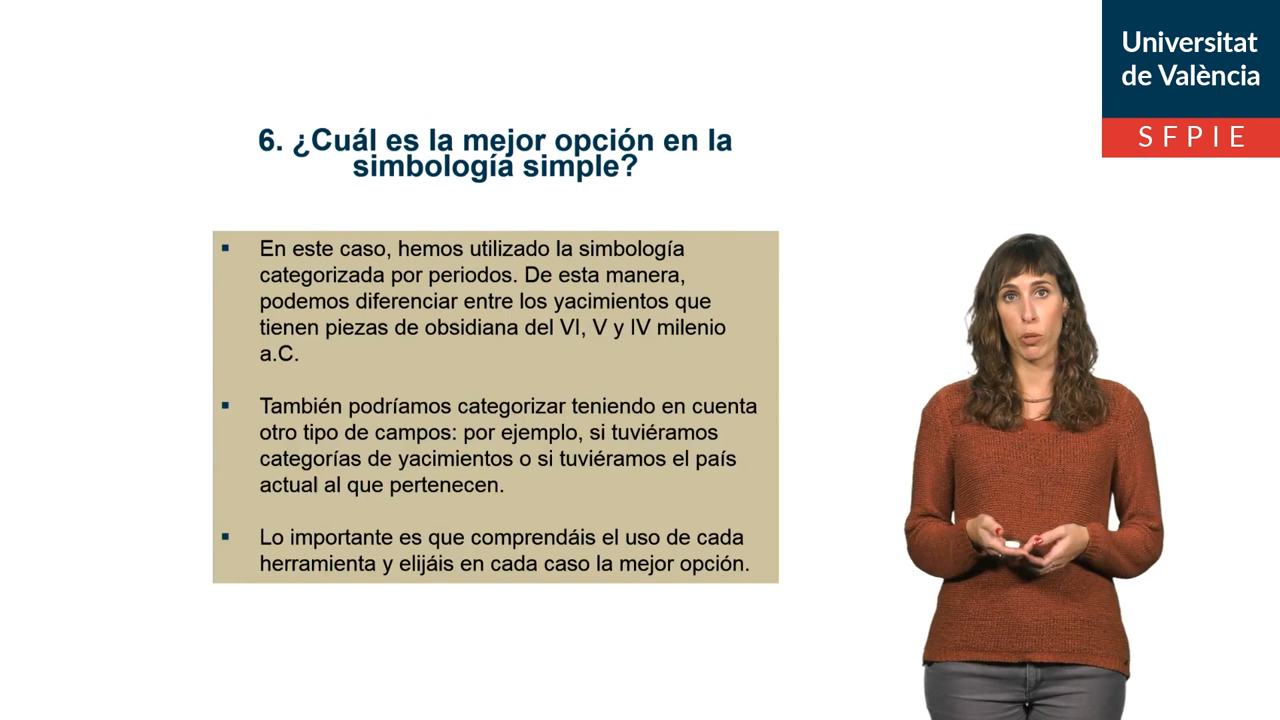 Universitat
de València
SFPIE
6. ¿Cuál es la mejor opción en la
simbología simple?
▪ En este caso, hemos utilizado la simbología
categorizada por periodos. De esta manera,
podemos diferenciar entre los yacimientos que
tienen piezas de obsidiana del VI, V y IV milenio
a.C.
▪ También podríamos categorizar teniendo en cuenta
otro tipo de campos: por ejemplo, si tuviéramos
categorías de yacimientos o si tuviéramos el país
actual al que pertenecen.
▪ Lo importante es que comprendáis el uso de cada
herramienta y elijáis en cada caso la mejor opción.